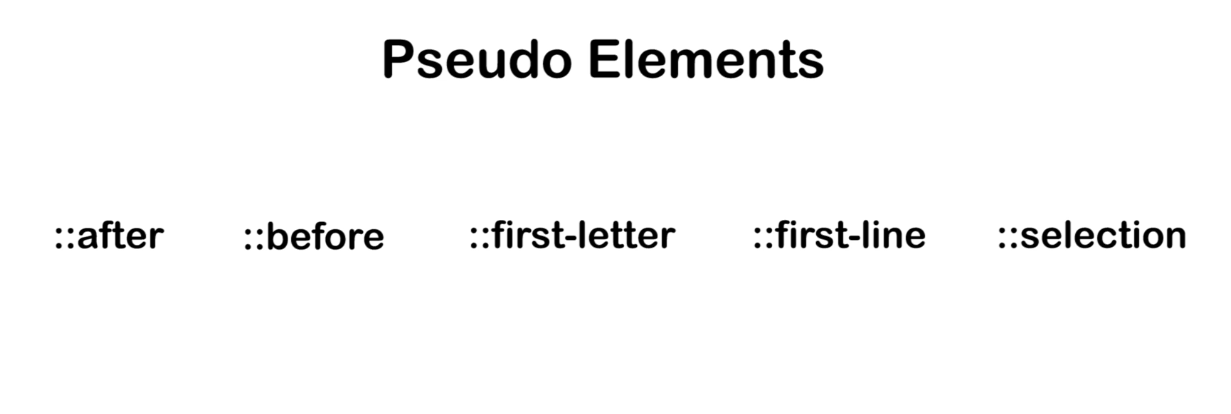 Pseudo Elements
::after ::before ::first-letter ::first-line ::selection